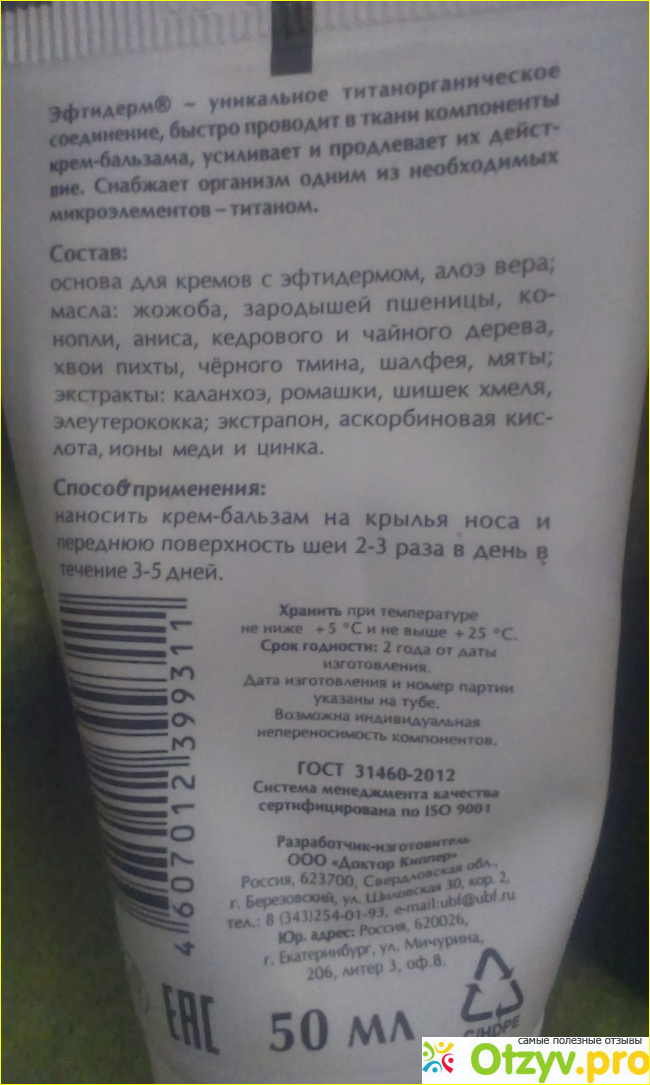 Эфтидерм® – уникальное титанорганическое
соединение, быстро проводит в ткани компоненты
крем-бальзама, усиливает и продлевает их дейст-
вие. Снабжает организм одним из необходимых
микроэлементов – титаном.
Состав:
основа для кремов с эфтидермом, алоэ вера;
масла: жожоба, зародышей пшеницы, ко-
нопли, аниса, кедрового и чайного дерева,
хвои пихты, чёрного тмина, шалфея, мяты;
экстракты: каланхоэ, ромашки, шишек хмеля,
элеутерококка; экстрапон, аскорбиновая кис-
лота, ионы меди и цинка.
Способ применения:
наносить крем-бальзам на крылья носа и
переднюю поверхность шеи 2-3 раза в день в
течение 3-5 дней.
Хранить при температуре
не ниже +5 °С и не выше +25 °С.
Срок годности: 2 года от даты
изготовления.
Дата изготовления и номер партии
указаны на тубе.
Возможна индивидуальная
непереносимость компонентов.
ГОСТ 31460-2012
Система менеджмента качества
сертифицирована по ISO 9001
Разработчик-изготовитель
ООО «Доктор Киппер»
Россия, 623700, Свердловская обл.,
г. Березовский, ул. Шиловская 30, кор. 2,
тел.: 8 (343)254-01-93, e-mail:ubf@ubf.ru
Юр. адрес: Россия, 620026,
г. Екатеринбург, ул. Мичурина,
206, литер 3, оф.8.
4 607012 399311
EAC
50 мл
C/HDPE
самые полезные отзывы
Otzyv.pro